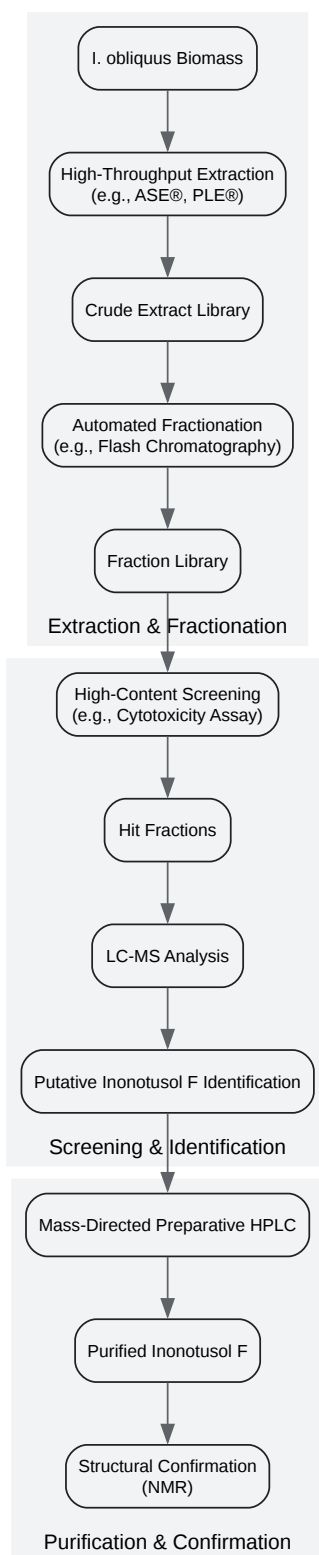 I. obliquus Biomass
High-Throughput Extraction
(e.g., ASE®, PLE®)
Crude Extract Library
Automated Fractionation
(e.g., Flash Chromatography)
Fraction Library
Extraction & Fractionation
High-Content Screening
(e.g., Cytotoxicity Assay)
Hit Fractions
LC-MS Analysis
Putative Inonotusol F Identification
Screening & Identification
Mass-Directed Preparative HPLC
Purified Inonotusol F
Structural Confirmation
(NMR)
Purification & Confirmation